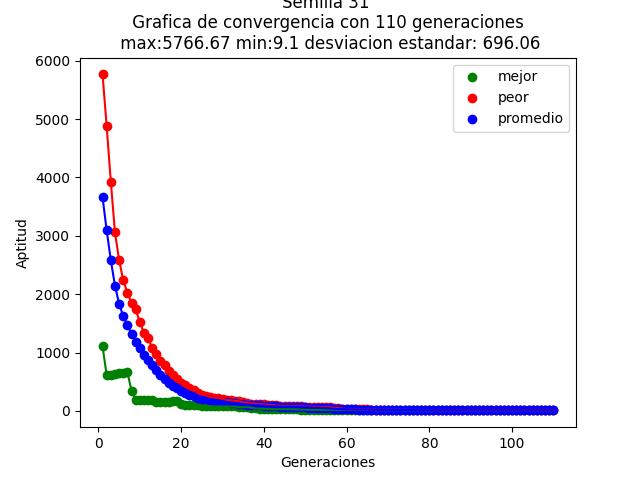 Semilla 31
Grafica de convergencia con 110 generaciones
max:5766.67 min:9.1 desviacion estandar: 696.06
6000
5000
4000
3000
2000
1000
0
Aptitud
mejor
peor
promedio
0 20 40 60 80 100
Generaciones